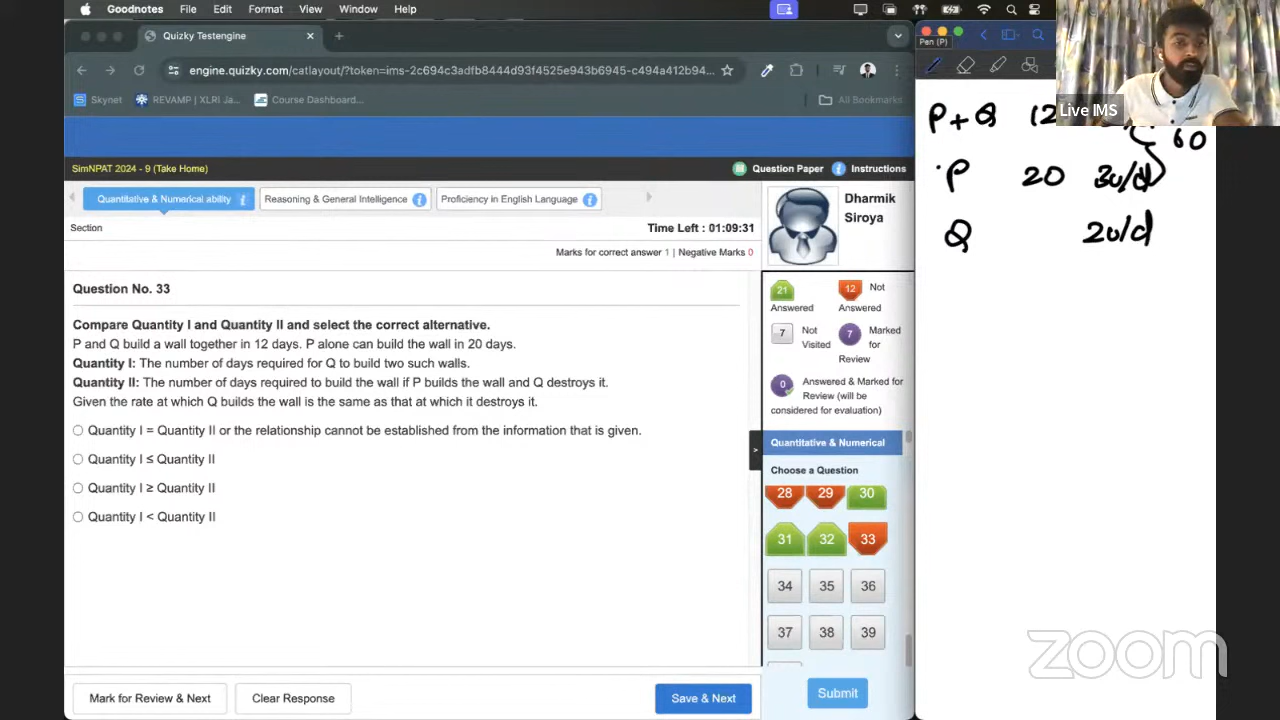 Goodnotes File Edit Format View Window Help
Quizky Testengine
engine.quizky.com/catlayout/?token=ims-2c694c3adfb8444d93f4525e943b6945-c494a412b94...
Skynet REVAMP | XLRI Ja... Course Dashboard... All Bookmarks
Pen (P)
Live IMS
SimNPAT 2024 - 9 (Take Home) Question Paper Instructions
Quantitative & Numerical ability Reasoning & General Intelligence Proficiency in English Language
Section Time Left : 01:09:31
Marks for correct answer 1 | Negative Marks 0
Dharmik
Siroya
Question No. 33
Compare Quantity I and Quantity II and select the correct alternative.
P and Q build a wall together in 12 days. P alone can build the wall in 20 days.
Quantity I: The number of days required for Q to build two such walls.
Quantity II: The number of days required to build the wall if P builds the wall and Q destroys it.
Given the rate at which Q builds the wall is the same as that at which it destroys it.
Quantity I = Quantity II or the relationship cannot be established from the information that is given.
Quantity I ≤ Quantity II
Quantity I ≥ Quantity II
Quantity I < Quantity II
Mark for Review & Next Clear Response Save & Next
21 Answered
12 Not Answered
7 Not Visited
7 Marked for Review
0 Answered & Marked for Review (will be considered for evaluation)
Quantitative & Numerical
Choose a Question
28 29 30
31 32 33
34 35 36
37 38 39
Submit
P + Q 12
60
P 20
Q 20/d
zoom